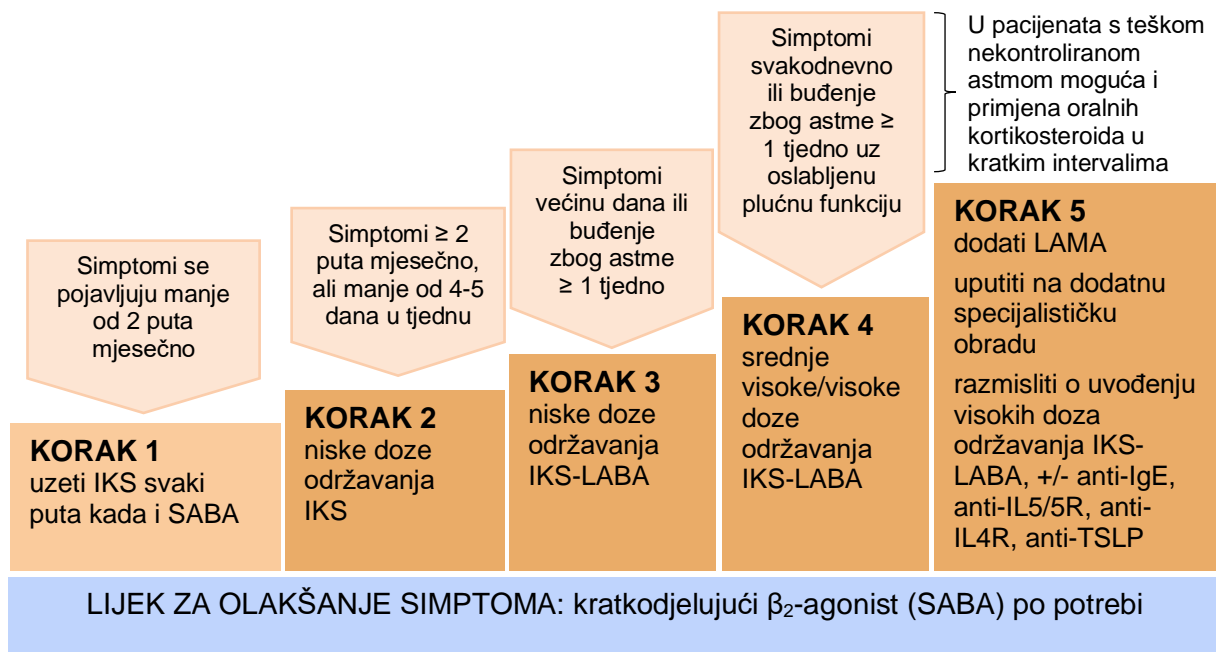 Simptomi se
pojavljuju manje
od 2 puta
mjesečno
KORAK 1
uzeti IKS svaki
puta kada i SABA
Simptomi ≥ 2
puta mjesečno,
ali manje od 4-5
dana u tjednu
KORAK 2
niske doze
održavanja
IKS
Simptomi
većinu dana ili
buđenje
zbog astme
≥ 1 tjedno
KORAK 3
niske doze
održavanja
IKS-LABA
Simptomi
svakodnevno
ili buđenje
zbog astme ≥
1 tjedno uz
oslabljenu
plućnu funkciju
KORAK 4
srednje
visoke/visoke
doze
održavanja
IKS-LABA
U pacijenata s teškom
nekontroliranom
astmom moguća i
primjena oralnih
kortikosteroida u
kratkim intervalima
KORAK 5
dodati LAMA
uputiti na dodatnu
specijalističku
obradu
razmisliti o uvođenju
visokih doza
održavanja IKS-
LABA, +/- anti-IgE,
anti-IL5/5R, anti-
IL4R, anti-TSLP
LIJEK ZA OLAKŠANJE SIMPTOMA: kratkodjelujući β₂-agonist (SABA) po potrebi